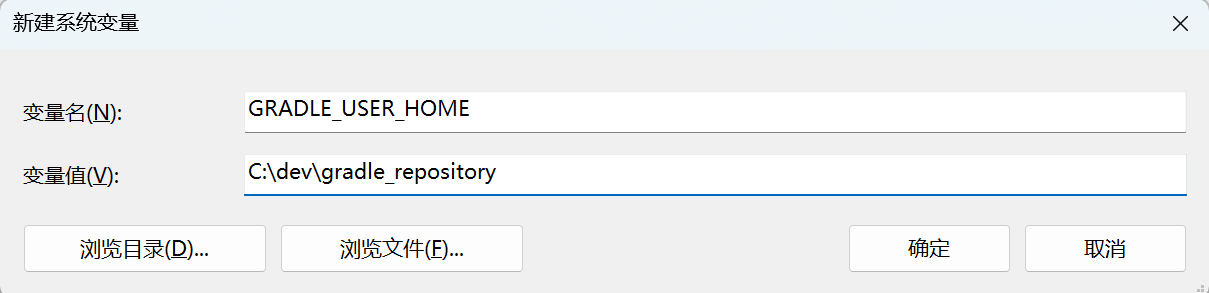 新建系统变量
变量名(N): GRADLE_USER_HOME
变量值(V): C:\dev\gradle_repository
浏览目录(D)... 浏览文件(F)... 确定 取消